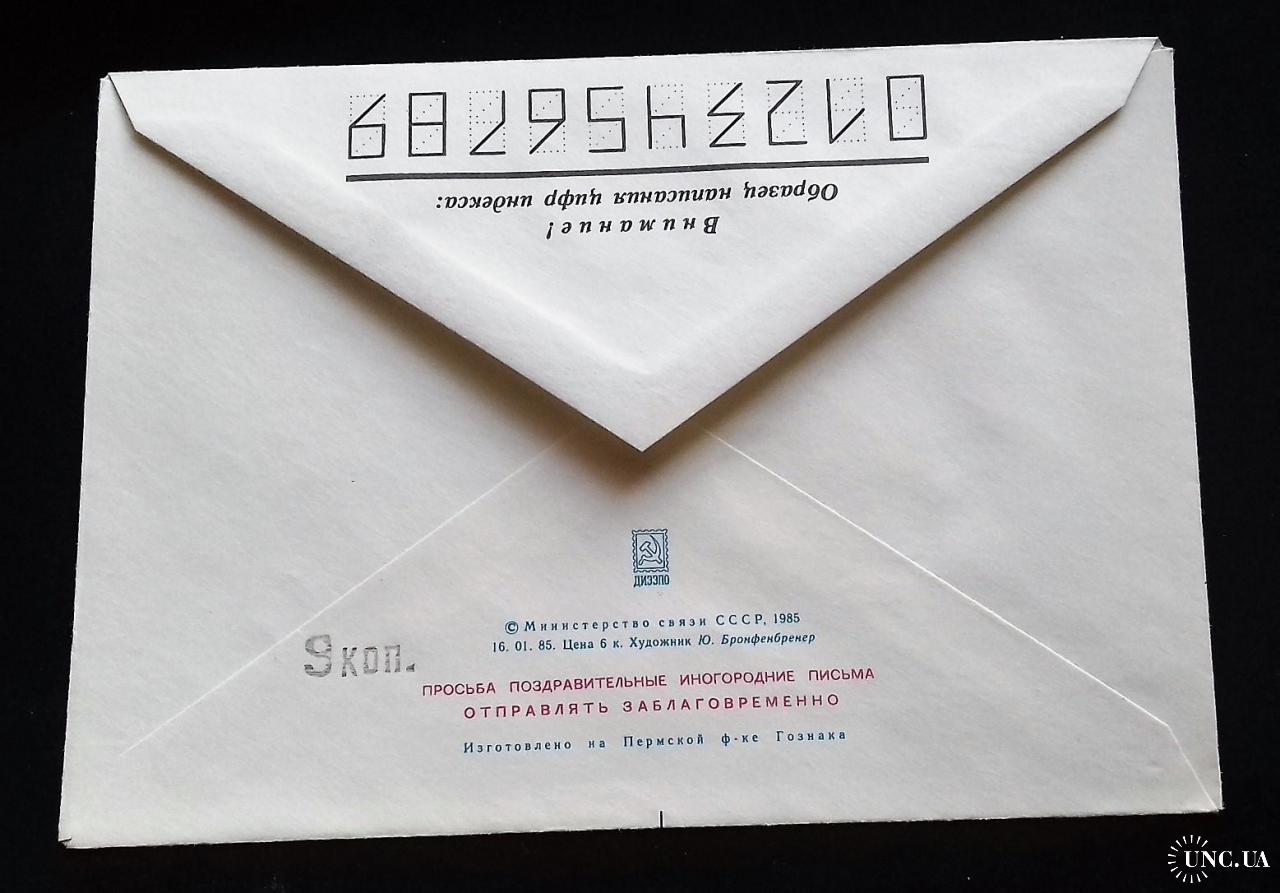 Внимание!
Образец написания цифр индекса:
0123456789
ДИЭЗПО
© Министерство связи СССР, 1985
16. 01. 85. Цена 6 к. Художник Ю. Бронфенбренер
9 коп.
ПРОСЬБА ПОЗДРАВИТЕЛЬНЫЕ ИНОГОРОДНИЕ ПИСЬМА
ОТПРАВЛЯТЬ ЗАБЛАГОВРЕМЕННО
Изготовлено на Пермской ф-ке Гознака
UNC.UA